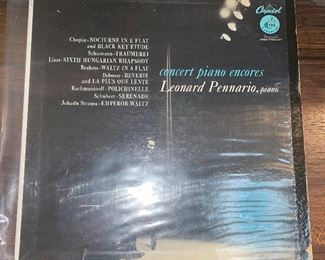 Capitol
Chopin-NOCTURNE IN E FLAT
and BLACK KEY ETUDE
Schumann-TRAUMEREI
Liszt-SIXTH HUNGARIAN RHAPSODY
Brahms-WALTZ IN A FLAT
Debussy-REVERIE
and LA PLUS QUE LENTE
Rachmaninoff-POLICHINELLE
Schubert-SERENADE
Johann Strauss-EMPEROR WALTZ
concert piano encores
Leonard Pennario, piano